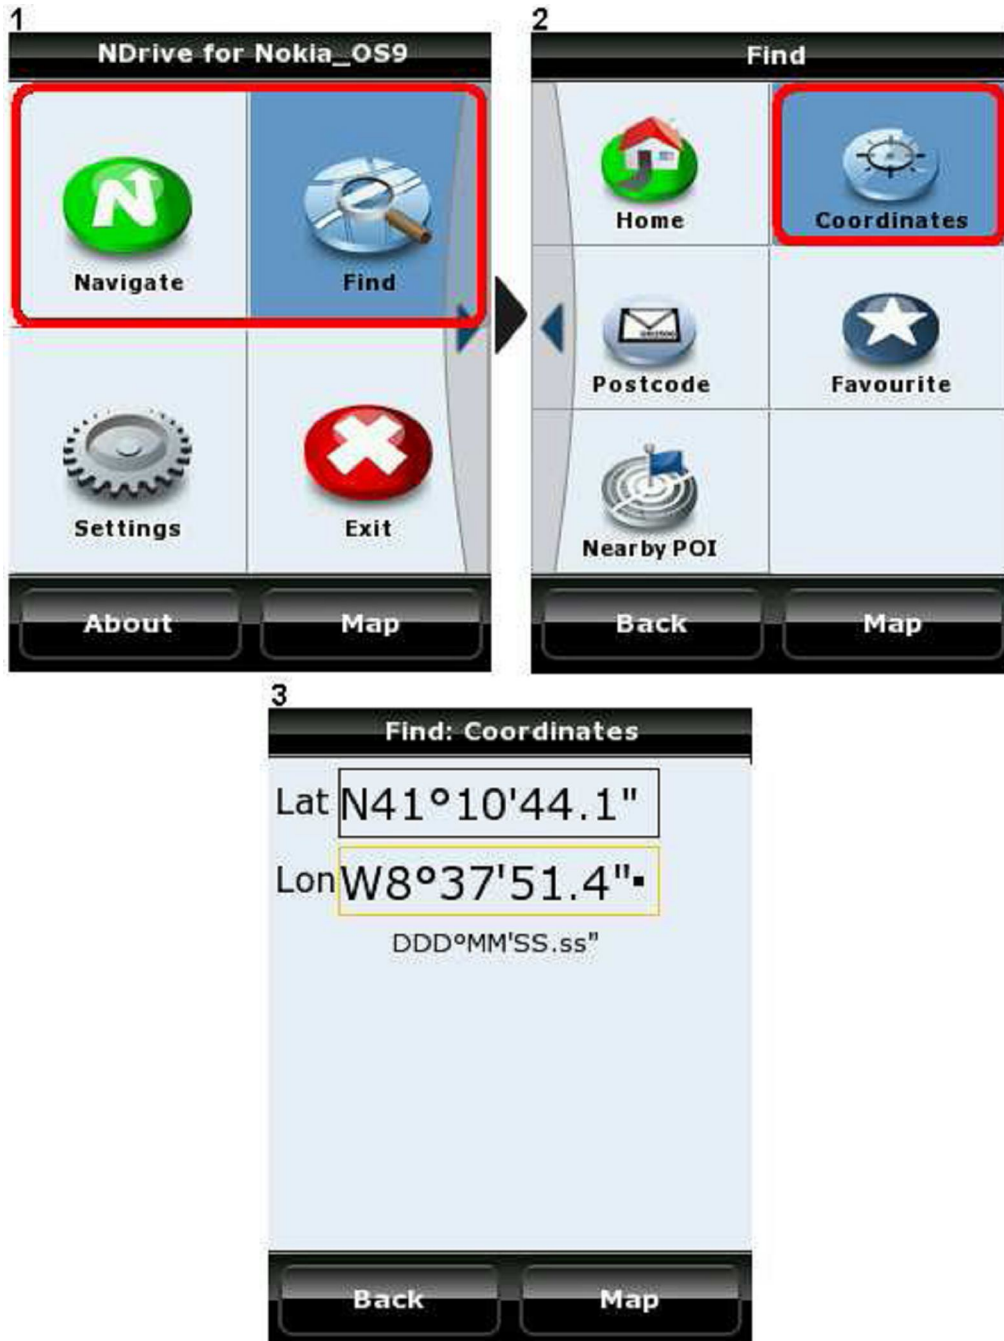 1
NDrive for Nokia_OS9
Navigate
Find
Settings
Exit
About
Map
2
Find
Home
Coordinates
Postcode
Favourite
Nearby POI
Back
Map
3
Find: Coordinates
Lat N41°10'44.1"
Lon W8°37'51.4"
DDD°MM'SS.ss"
Back
Map